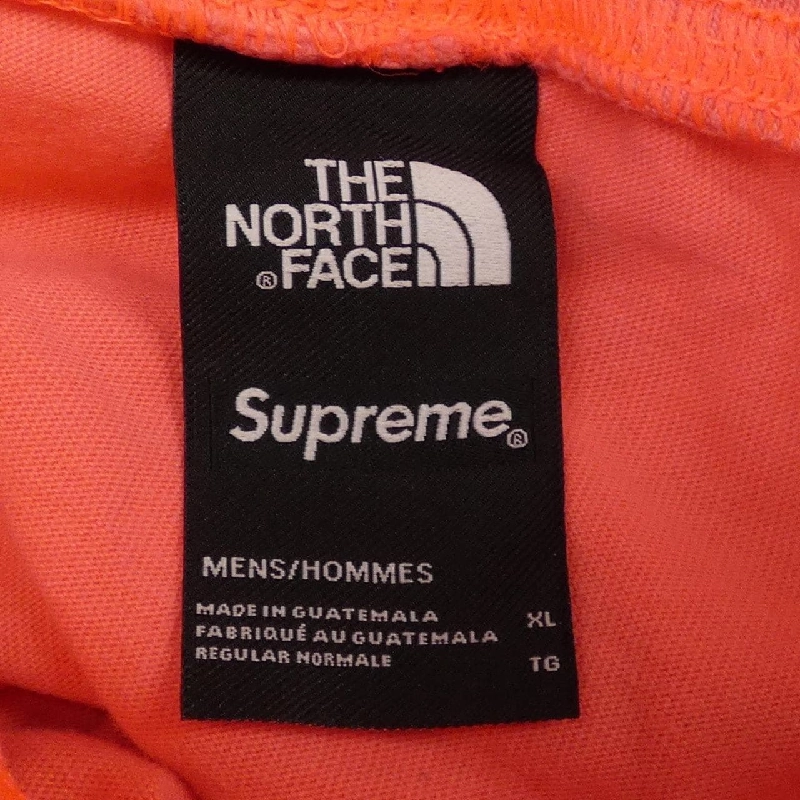 THE
NORTH
® FACE
Supreme®
MENS/HOMMES
MADE IN GUATEMALA XL
FABRIQUÉ AU GUATEMALA
REGULAR NORMALE TG